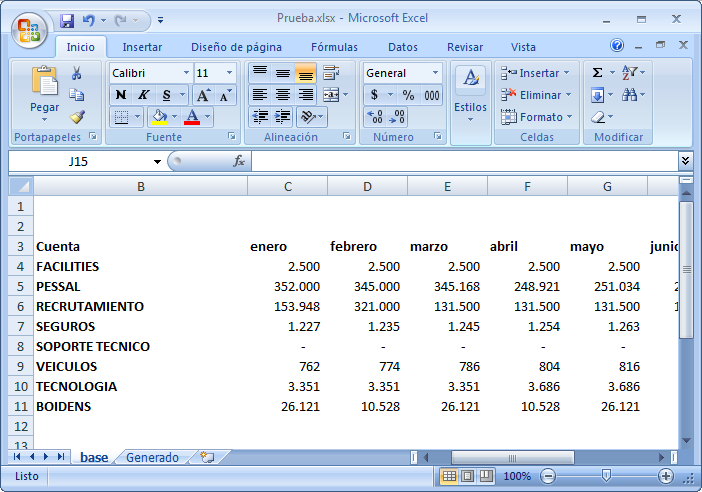 Prueba.xlsx - Microsoft Excel
Inicio Insertar Diseño de página Fórmulas Datos Revisar Vista
Calibri 11 General Insertar Σ
Pegar N K S A A $ % 000 Estilos Eliminar
A Formato
Portapapeles Fuente Alineación Número Celdas Modificar
J15 fx
B C D E F G
1
2
3 Cuenta enero febrero marzo abril mayo junio
4 FACILITIES 2.500 2.500 2.500 2.500 2.500
5 PESSAL 352.000 345.000 345.168 248.921 251.034 2
6 RECRUTAMIENTO 153.948 321.000 131.500 131.500 131.500 1
7 SEGUROS 1.227 1.235 1.245 1.254 1.263
8 SOPORTE TECNICO - - - - -
9 VEICULOS 762 774 786 804 816
10 TECNOLOGIA 3.351 3.351 3.351 3.686 3.686
11 BOIDENS 26.121 10.528 26.121 10.528 26.121
12
13
base Generado
Listo 100%